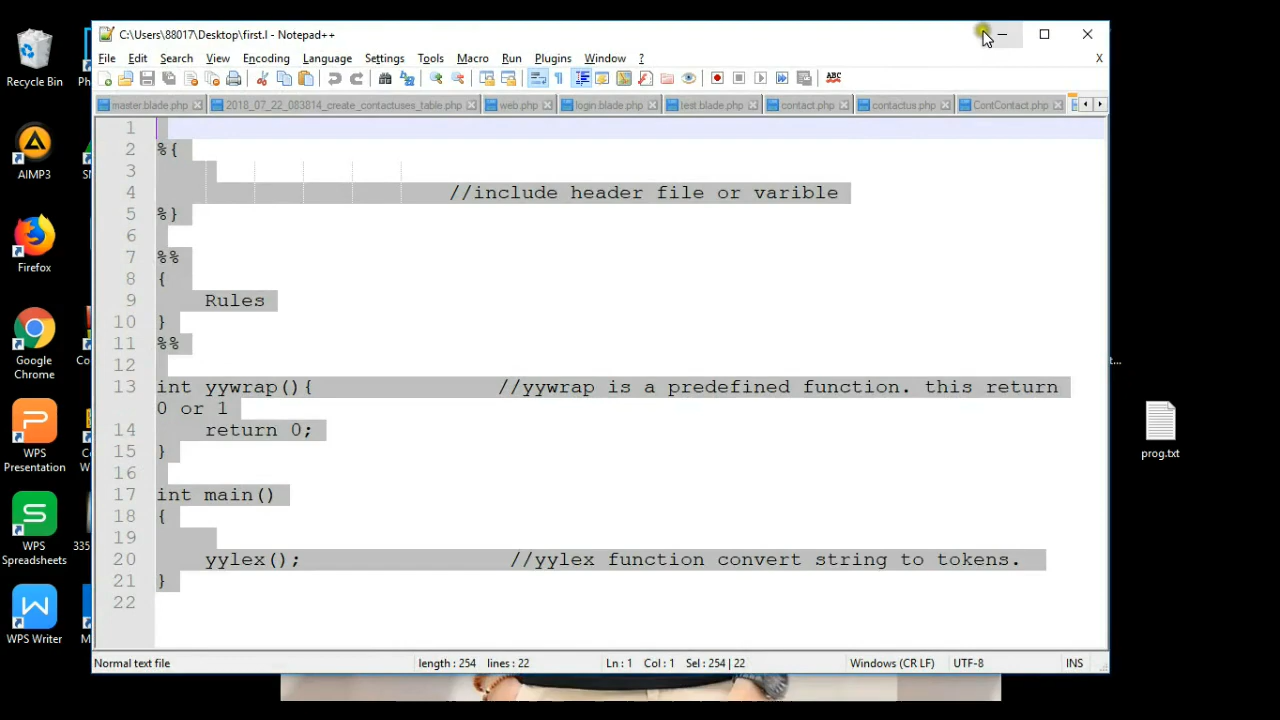 C:\Users\88017\Desktop\first.l - Notepad++
File Edit Search View Encoding Language Settings Tools Macro Run Plugins Window ? X
ABC
master.blade.php 2018_07_22_083814_create_contactuses_table.php web.php login.blade.php test.blade.php contact.php contactus.php ContContact.php
1
2 %{
3
4 //include header file or varible
5 %}
6
7 %%
8 {
9 Rules
10 }
11 %%
12
13 int yywrap(){ //yywrap is a predefined function. this return
0 or 1
14 return 0;
15 }
16
17 int main()
18 {
19
20 yylex(); //yylex function convert string to tokens.
21 }
22
Normal text file length : 254 lines : 22 Ln : 1 Col : 1 Sel : 254 | 22 Windows (CR LF) UTF-8 INS
Recycle Bin
AIMP3
Firefox
Google
Chrome
WPS
Presentation
WPS
Spreadsheets
WPS Writer
Ph
335
prog.txt